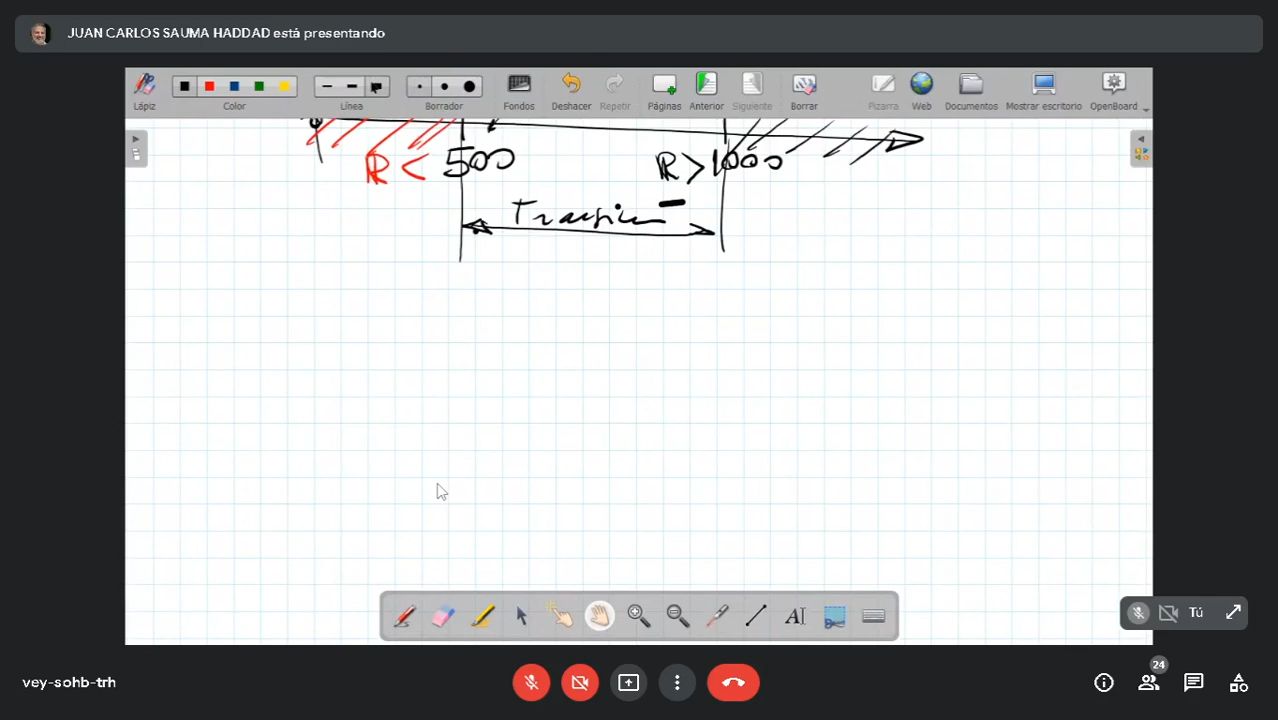 JUAN CARLOS SAUMA HADDAD está presentando
Lápiz Color Línea Borrador Fondos Deshacer Repetir Páginas Anterior Siguiente Borrar Pizarra Web Documentos Mostrar escritorio OpenBoard
R < 500 R > 1000
Tú
vey-sohb-trh
24